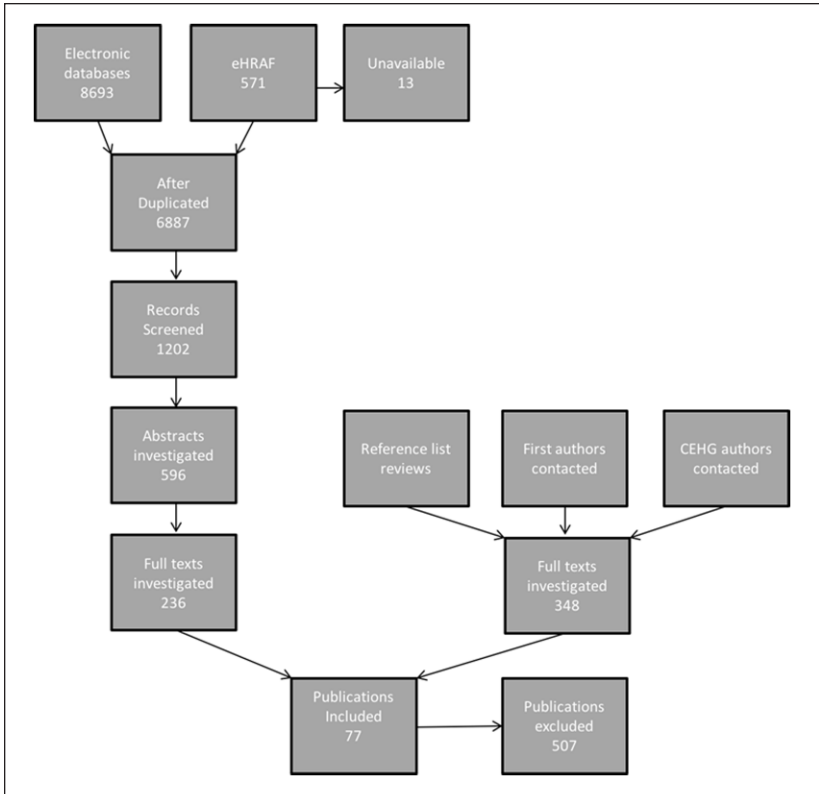 Electronic
databases
8693
eHRAF
571
Unavailable
13
After
Duplicated
6887
Records
Screened
1202
Abstracts
investigated
596
Reference list
reviews
First authors
contacted
CEHG authors
contacted
Full texts
investigated
236
Full texts
investigated
348
Publications
Included
77
Publications
excluded
507